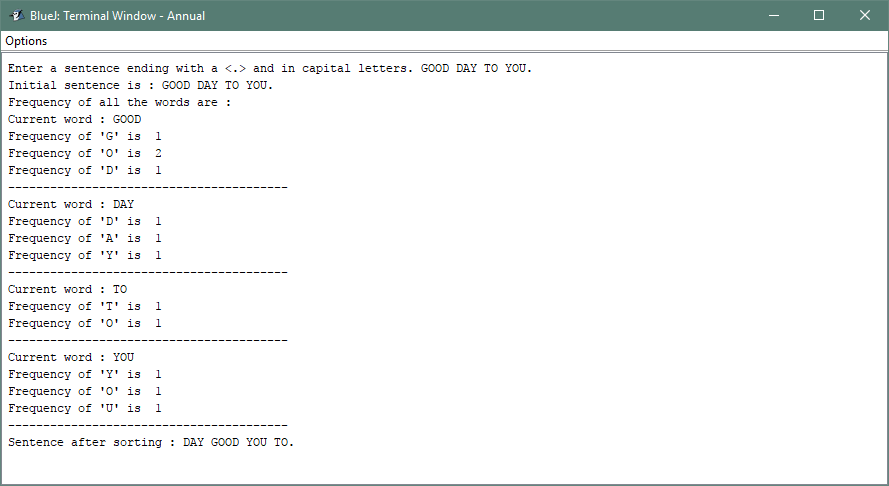 BlueJ: Terminal Window - Annual
Options
Enter a sentence ending with a <.> and in capital letters. GOOD DAY TO YOU.
Initial sentence is : GOOD DAY TO YOU.
Frequency of all the words are :
Current word : GOOD
Frequency of 'G' is  1
Frequency of 'O' is  2
Frequency of 'D' is  1
----------------------------------------
Current word : DAY
Frequency of 'D' is  1
Frequency of 'A' is  1
Frequency of 'Y' is  1
----------------------------------------
Current word : TO
Frequency of 'T' is  1
Frequency of 'O' is  1
----------------------------------------
Current word : YOU
Frequency of 'Y' is  1
Frequency of 'O' is  1
Frequency of 'U' is  1
----------------------------------------
Sentence after sorting : DAY GOOD YOU TO.